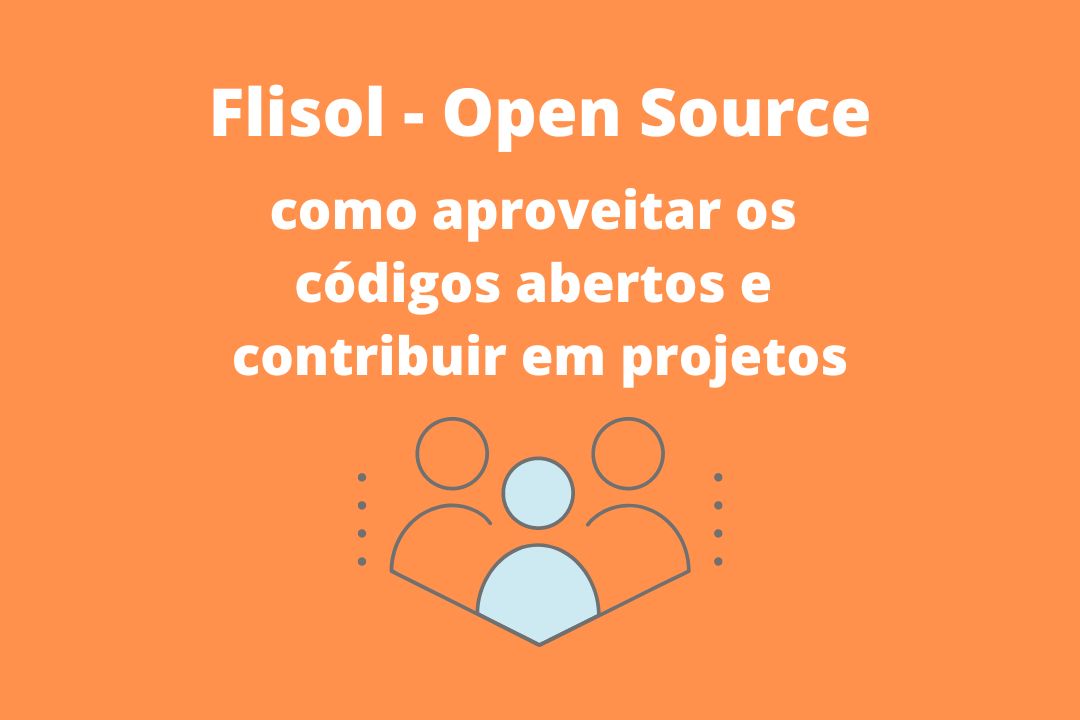 Flisol - Open Source
como aproveitar os
códigos abertos e
contribuir em projetos